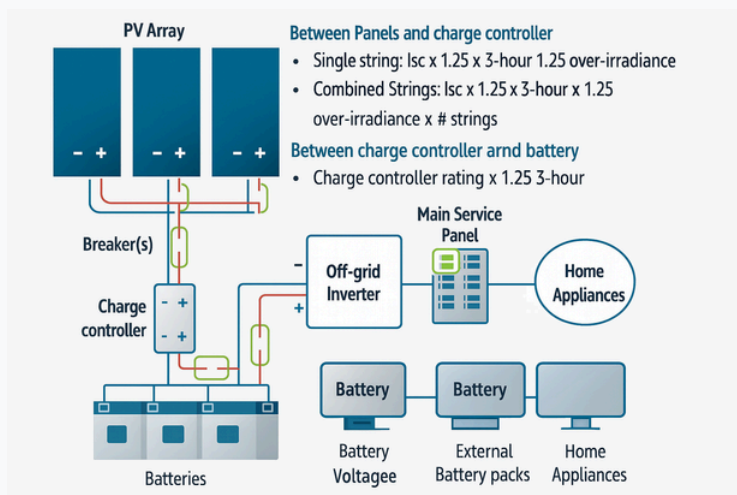 PV Array
Between Panels and charge controller
• Single string: Isc x 1.25 x 3-hour 1.25 over-irradiance
• Combined Strings: Isc x 1.25 x 3-hour x 1.25
over-irradiance x # strings
Between charge controller arnd battery
• Charge controller rating x 1.25 3-hour
- +
- +
- +
Breaker(s)
Charge
controller
- +
- +
-
+
Off-grid
Inverter
Main Service
Panel
Home
Appliances
Batteries
Battery
Battery
Battery
Voltagee
External
Battery packs
Home
Appliances